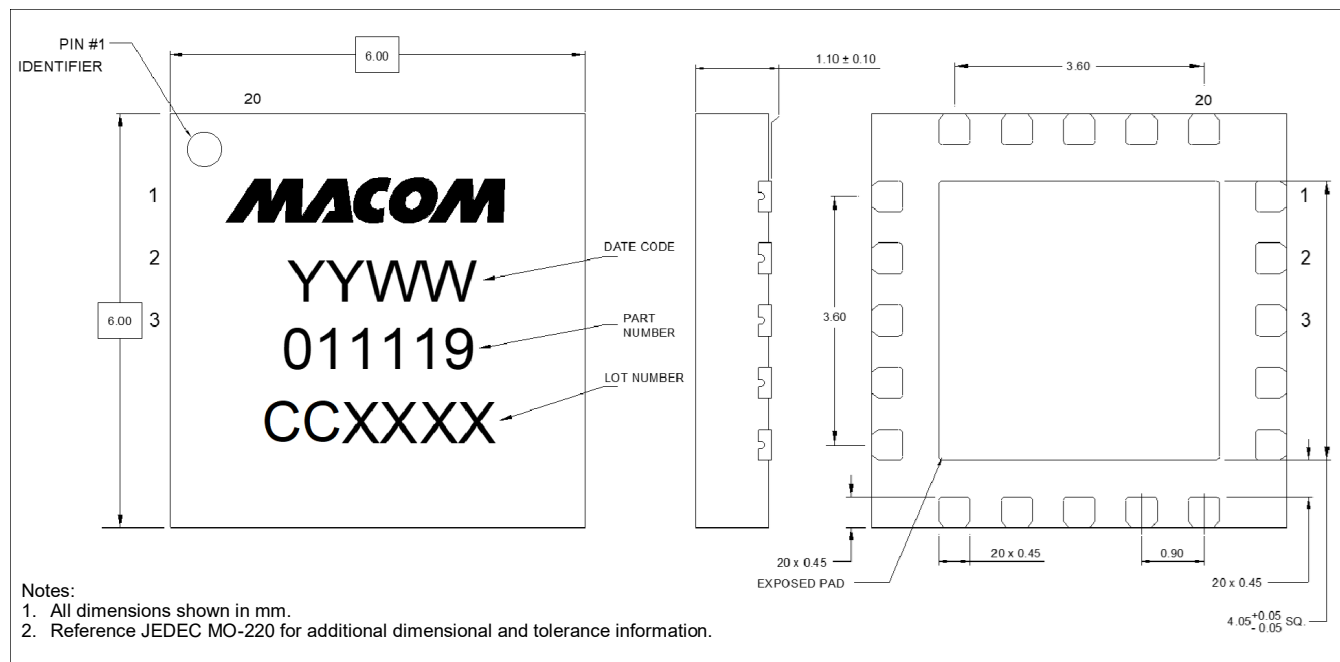 PIN #1
IDENTIFIER
6.00
20
6.00
1
2
3
MACOM
YYWW
011119
CCXXXX
DATE CODE
PART
NUMBER
LOT NUMBER
1.10 ± 0.10
3.60
20
1
2
3
3.60
20 x 0.45
EXPOSED PAD
20 x 0.45
0.90
20 x 0.45
4.05 +0.05 -0.05 SQ.
Notes:
1. All dimensions shown in mm.
2. Reference JEDEC MO-220 for additional dimensional and tolerance information.